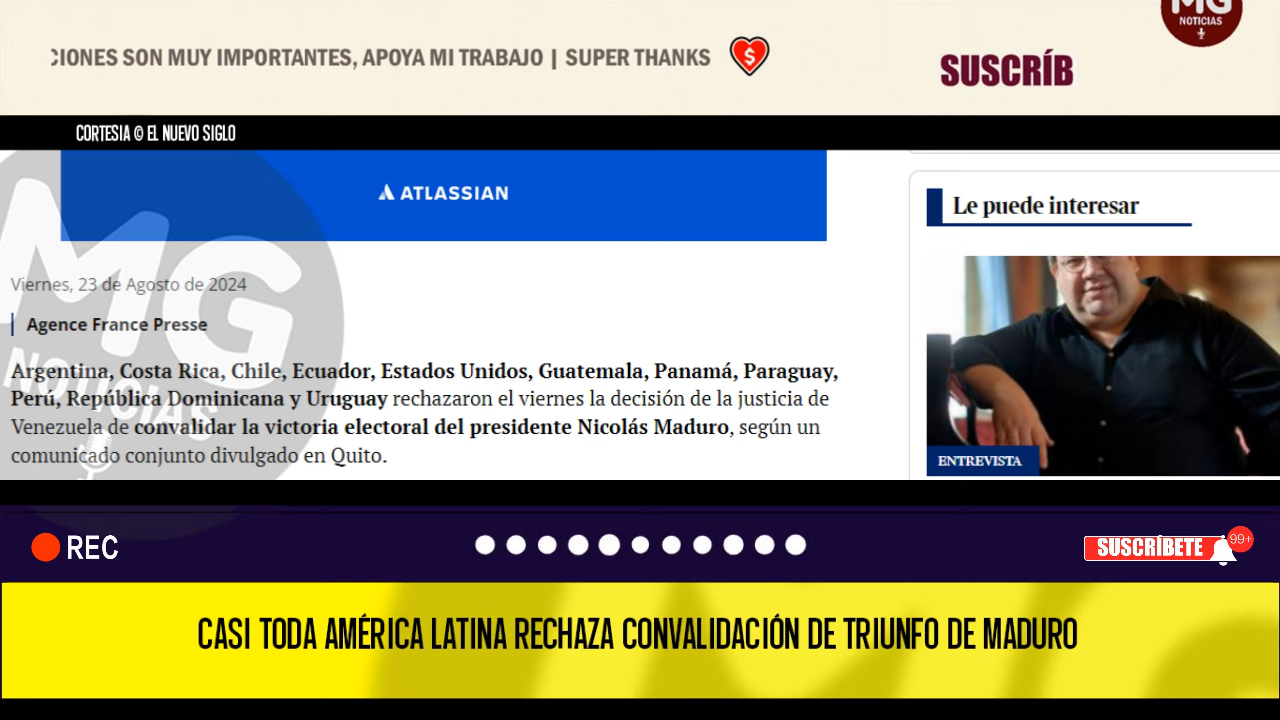 MG
NOTICIAS
CIONES SON MUY IMPORTANTES, APOYA MI TRABAJO | SUPER THANKS
$
SUSCRÍB
CORTESIA © EL NUEVO SIGLO
ATLASSIAN
Le puede interesar
Viernes, 23 de Agosto de 2024
Agence France Presse
MG
NOTICIAS
Argentina, Costa Rica, Chile, Ecuador, Estados Unidos, Guatemala, Panamá, Paraguay,
Perú, República Dominicana y Uruguay rechazaron el viernes la decisión de la justicia de
Venezuela de convalidar la victoria electoral del presidente Nicolás Maduro, según un
comunicado conjunto divulgado en Quito.
ENTREVISTA
REC
SUSCRÍBETE
99+
CASI TODA AMÉRICA LATINA RECHAZA CONVALIDACIÓN DE TRIUNFO DE MADURO